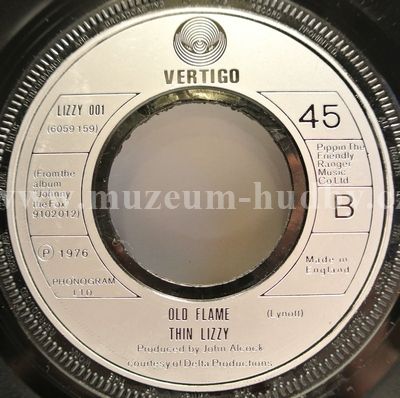 VERTIGO
LIZZY 001
(6059 159)
45
Pippin The
Friendly
Ranger
Music
Co Ltd
(From the
album
'Johnny
the Fox'
9102012)
www.muzeum-hudby.cz
B
℗ 1976
PHONOGRAM
LTD
Made in
England
OLD FLAME
(Lynott)
THIN LIZZY
Produced by John Alcock
courtesy of Delta Productions